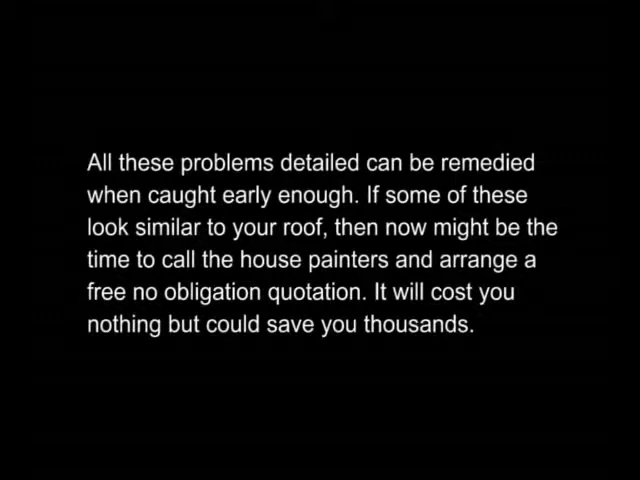 All these problems detailed can be remedied
when caught early enough. If some of these
look similar to your roof, then now might be the
time to call the house painters and arrange a
free no obligation quotation. It will cost you
nothing but could save you thousands.